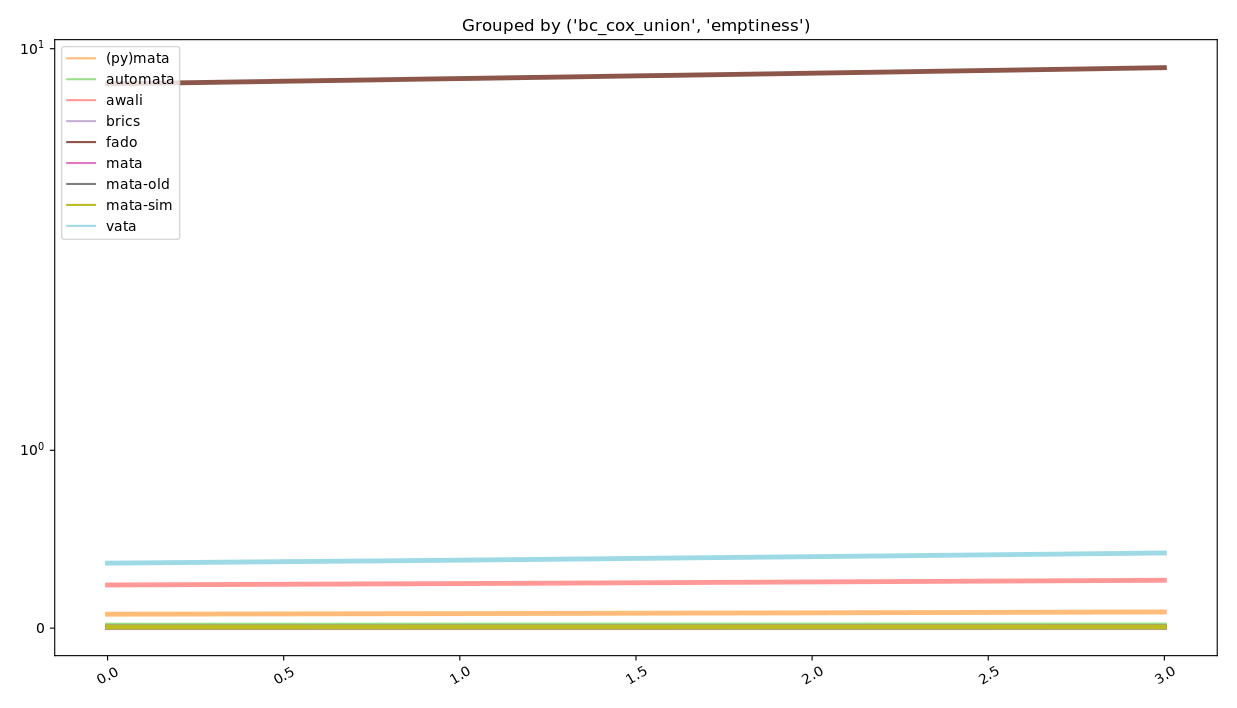 Grouped by ('bc_cox_union', 'emptiness')
10¹
(py)mata
automata
awali
brics
fado
mata
mata-old
mata-sim
vata
10⁰
0
0.0 0.5 1.0 1.5 2.0 2.5 3.0